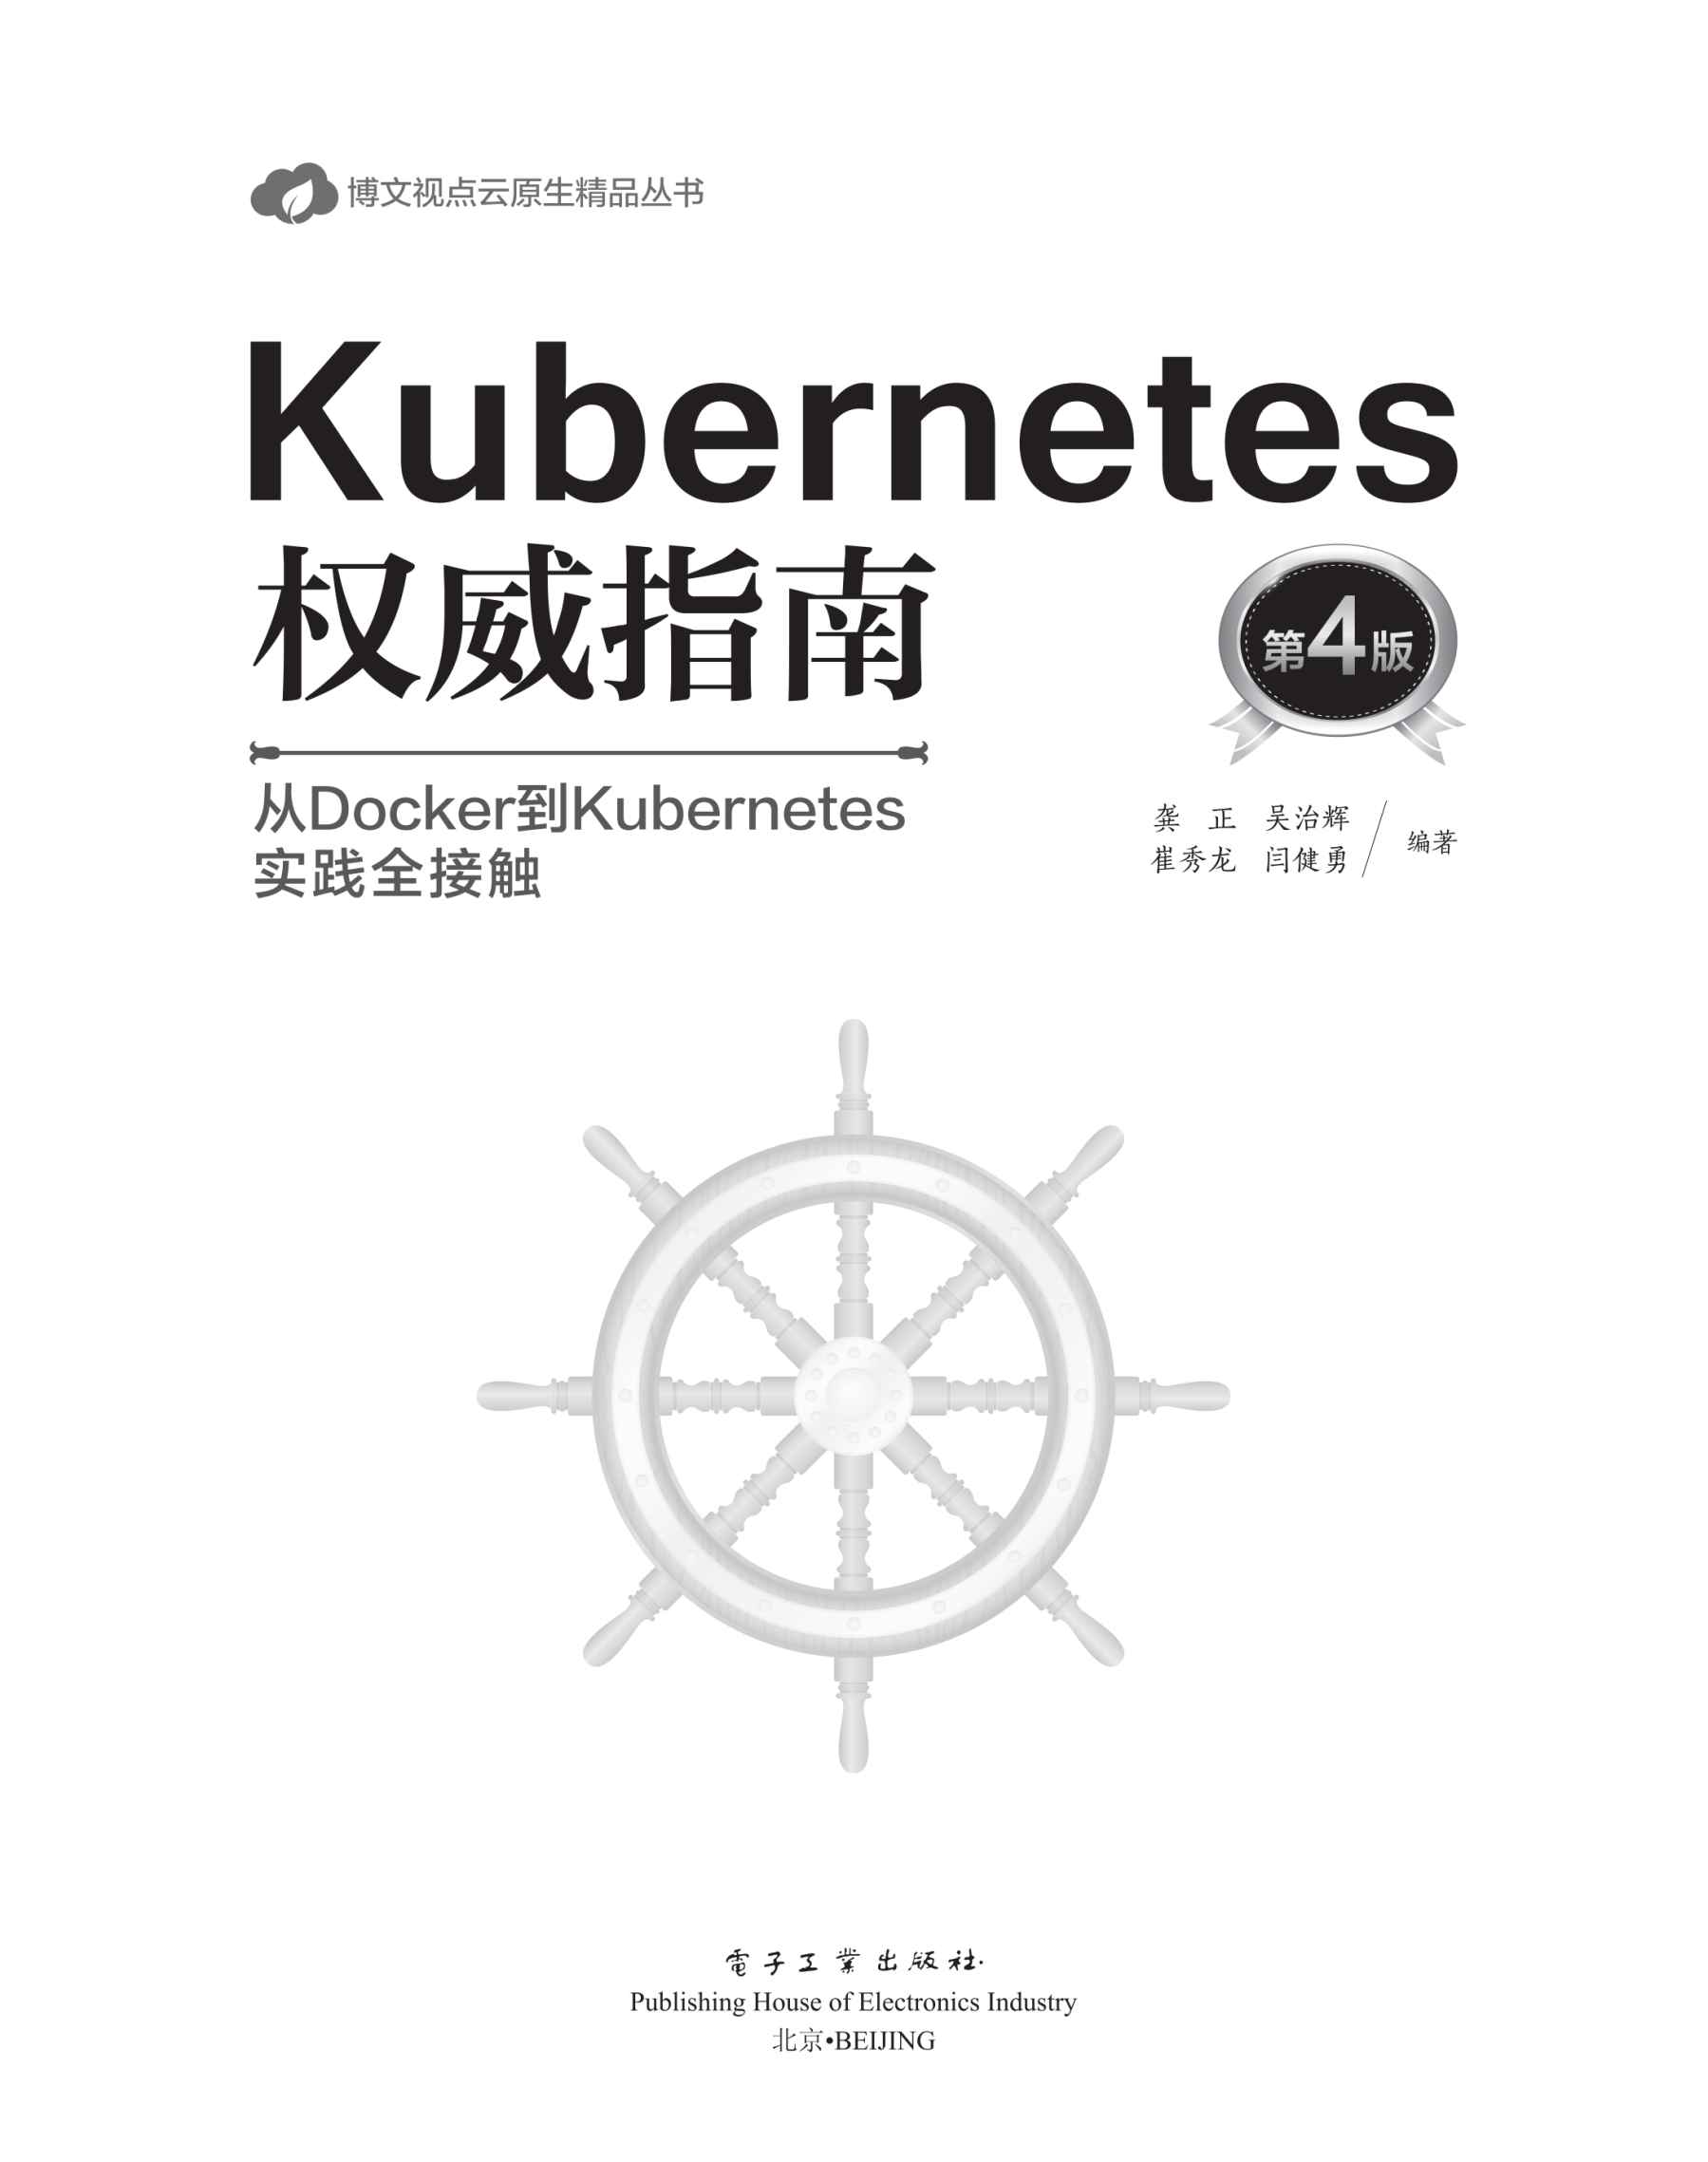 博文视点云原生精品丛书
Kubernetes
权威指南
第4版
从Docker到Kubernetes
实践全接触
龚 正 吴治辉
崔秀龙 闫健勇
编著
電子工業出版社
Publishing House of Electronics Industry
北京•BEIJING